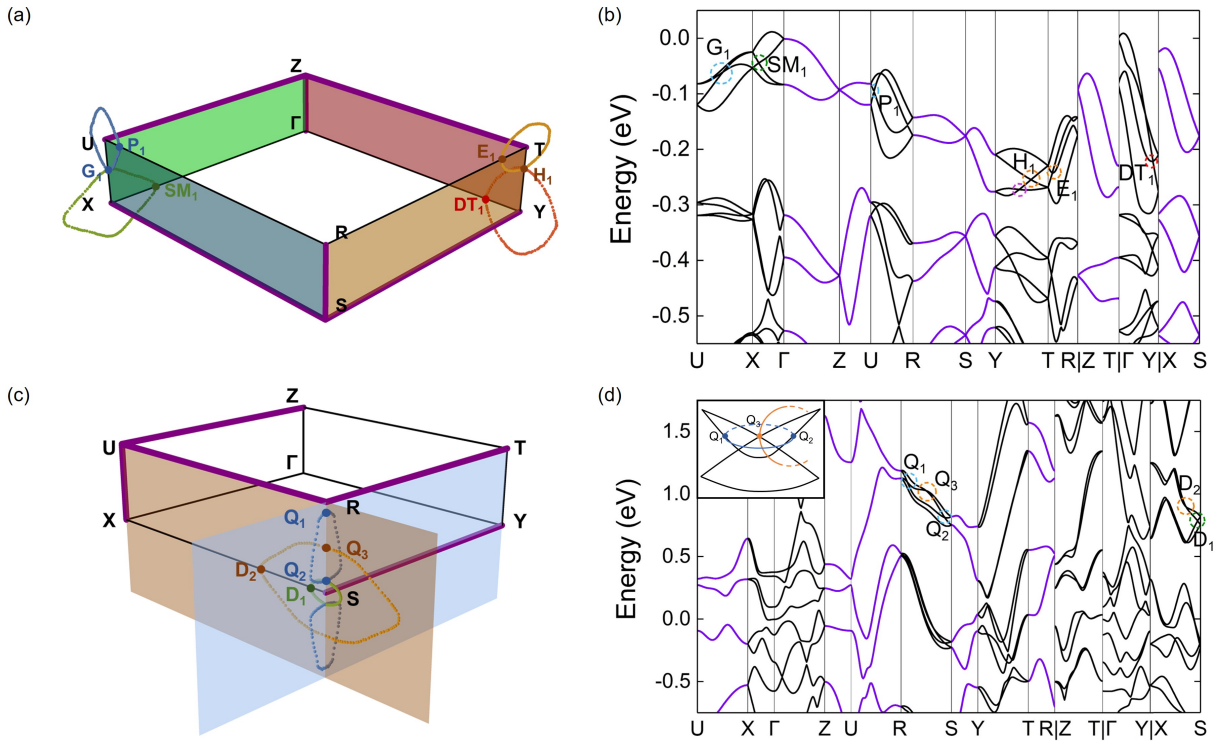 (a)
Z
Γ
U
P₁
G₁
X
SM₁
E₁
T
H₁
DT₁
Y
R
S
(b)
Energy (eV)
0.0
-0.1
-0.2
-0.3
-0.4
-0.5
G₁
SM₁
P₁
H₁
E₁
DT₁
U X Γ Z U R S Y T R|Z T|Γ Y|X S
(c)
Z
U
Γ
T
X
R
Y
Q₁
Q₃
D₂
Q₂
D₁
S
(d)
Energy (eV)
1.5
1.0
0.5
0.0
-0.5
Q₃
Q₁
Q₂
Q₁
Q₃
Q₂
D₂
D₁
U X Γ Z U R S Y T R|Z T|Γ Y|X S